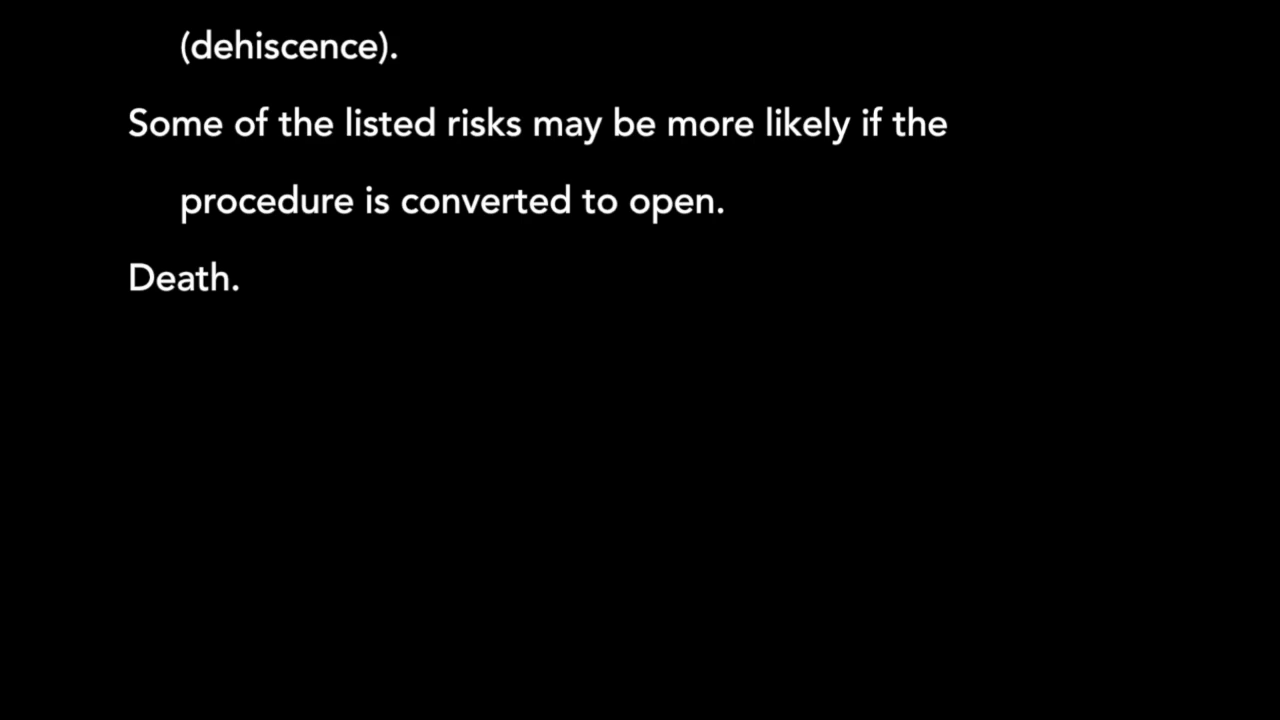 (dehiscence).
Some of the listed risks may be more likely if the
procedure is converted to open.
Death.